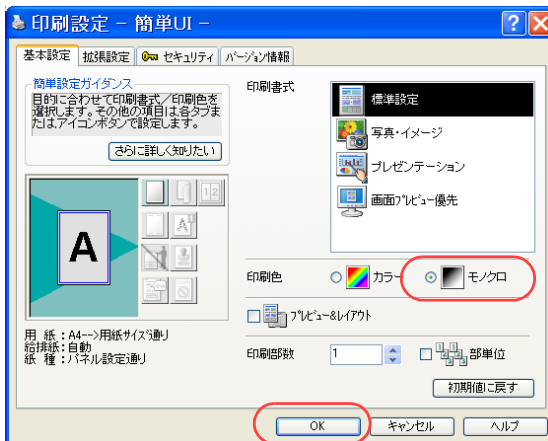 印刷設定 - 簡単UI -
基本設定 拡張設定 セキュリティ バージョン情報
簡単設定ガイダンス
目的に合わせて印刷書式/印刷色を
選択します。その他の項目は各タブま
たはアイコンボタンで設定します。
さらに詳しく知りたい
A
12
A
用 紙 : A4-->用紙サイズ通り
給排紙 : 自動
紙 種 : パネル設定通り
印刷書式
標準設定
写真・イメージ
プレゼンテーション
画面プレビュー優先
印刷色 カラー モノクロ
プレビュー&レイアウト
印刷部数 1 部単位
初期値に戻す
OK キャンセル ヘルプ